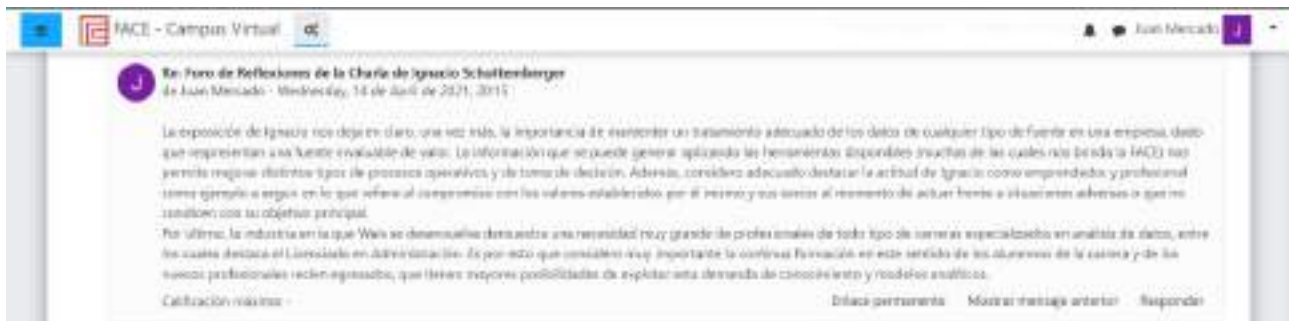 FACE - Campus Virtual
Juan Mercado J
J
Re: Foro de Reflexiones de la Charla de Ignacio Schottemberger
de Juan Mercado - Wednesday, 14 de April de 2021, 20:15
La exposición de Ignacio nos deja en claro, una vez más, la importancia de mantener un tratamiento adecuado de los datos de cualquier tipo de fuente en una empresa, dado
que representan una fuente invaluable de valor. La información que se puede generar aplicando las herramientas disponibles (muchas de las cuales nos brinda la FACE) nos
permite mejorar distintos tipos de procesos operativos y de toma de decisión. Además, considero adecuado destacar la actitud de Ignacio como emprendedor y profesional
como ejemplo a seguir en lo que refiere al compromiso con los valores establecidos por él mismo y sus socios al momento de actuar frente a situaciones adversas o que no
condicen con su objetivo principal.
Por último, la industria en la que Wais se desenvuelve demuestra una necesidad muy grande de profesionales de todo tipo de carreras especializados en análisis de datos, entre
los cuales destaca el Licenciado en Administración. Es por esto que considero muy importante la continua formación en este sentido de los alumnos de la carrera y de los
nuevos profesionales recién egresados, que tienen mayores posibilidades de explotar esta demanda de conocimiento y modelos analíticos.
Calificación máxima: -
Enlace permanente Mostrar mensaje anterior Responder